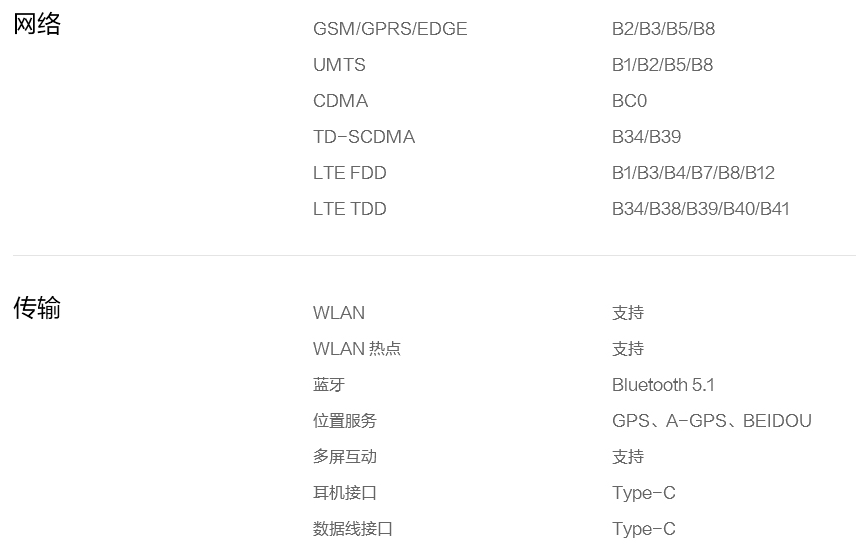 网络
GSM/GPRS/EDGE B2/B3/B5/B8
UMTS B1/B2/B5/B8
CDMA BC0
TD-SCDMA B34/B39
LTE FDD B1/B3/B4/B7/B8/B12
LTE TDD B34/B38/B39/B40/B41
传输
WLAN 支持
WLAN 热点 支持
蓝牙 Bluetooth 5.1
位置服务 GPS、A-GPS、BEIDOU
多屏互动 支持
耳机接口 Type-C
数据线接口 Type-C